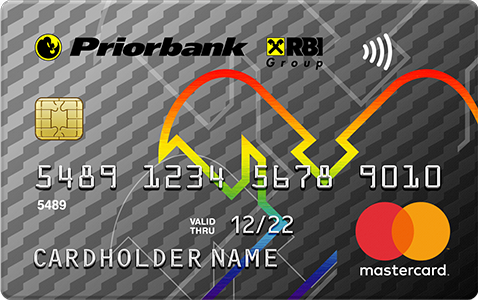 Priorbank RBI
Group
5489 1234 5678 9010
5489
VALID
THRU 12/22
CARDHOLDER NAME
mastercard.